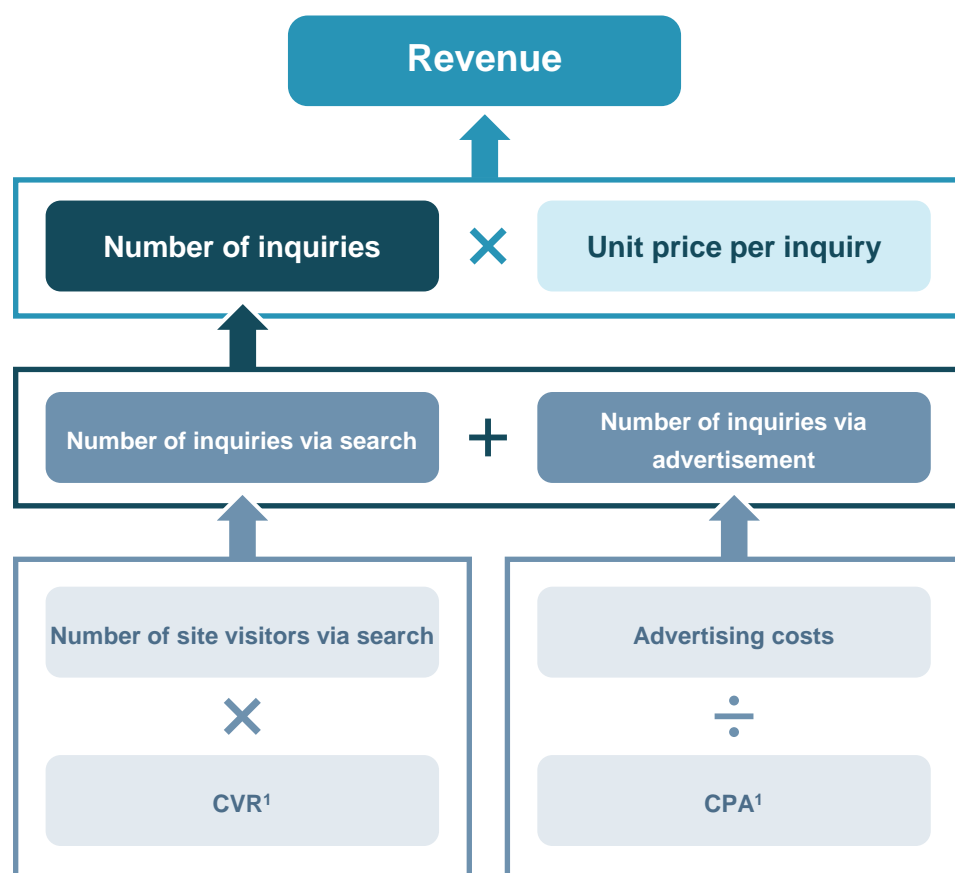 Revenue
Number of inquiries
×
Unit price per inquiry
Number of inquiries via search
+
Number of inquiries via
advertisement
Number of site visitors via search
×
CVR¹
Advertising costs
÷
CPA¹